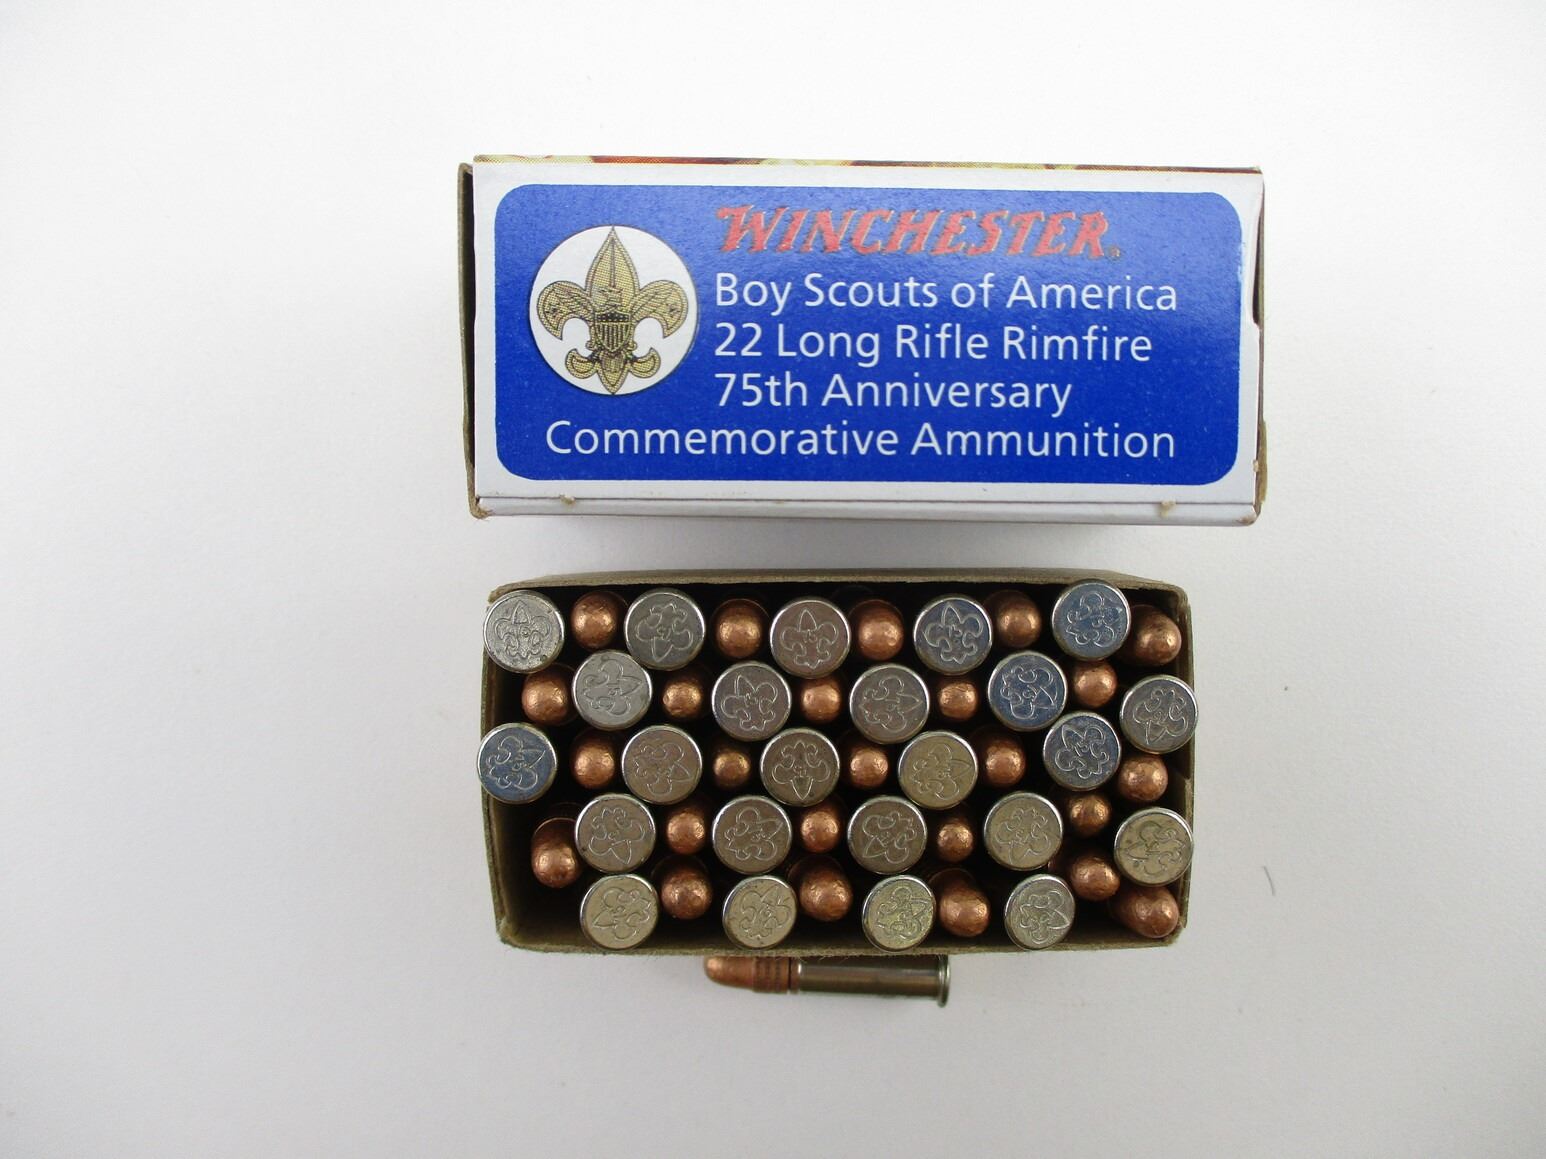 WINCHESTER®
Boy Scouts of America
22 Long Rifle Rimfire
75th Anniversary
Commemorative Ammunition